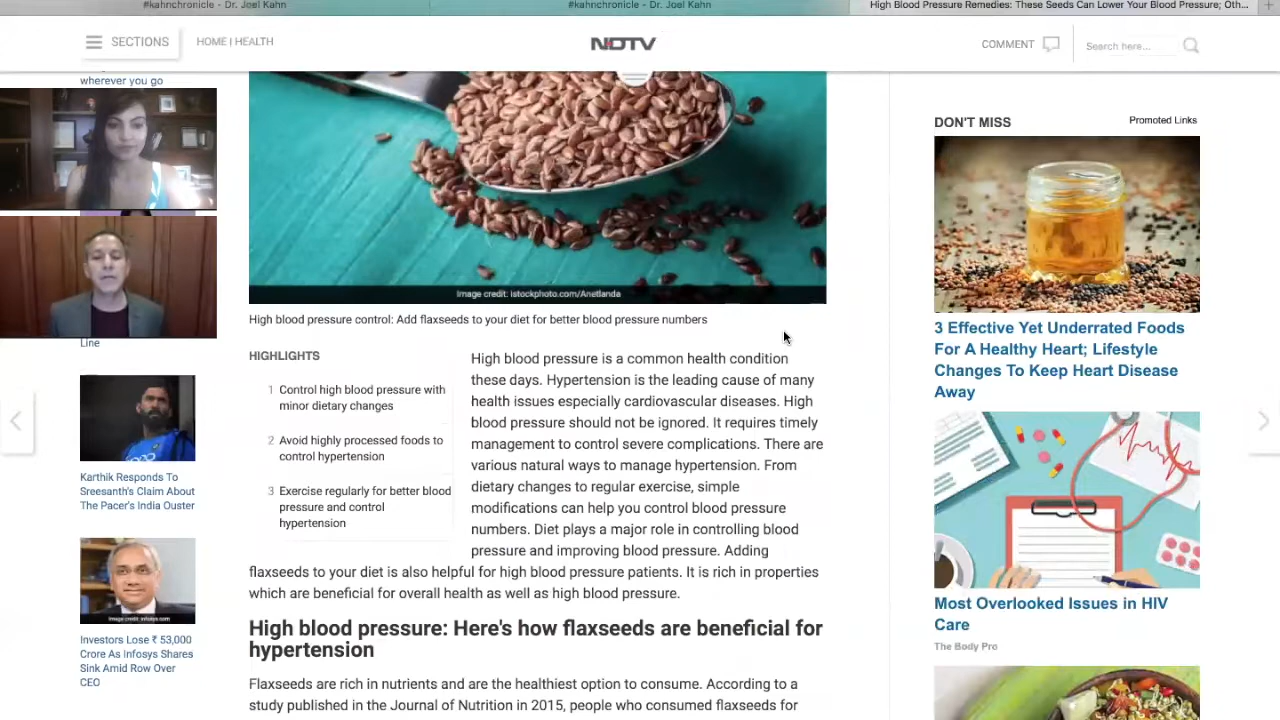 #kahnchronicle - Dr. Joel Kahn
#kahnchronicle - Dr. Joel Kahn
High Blood Pressure Remedies: These Seeds Can Lower Your Blood Pressure; Oth...
SECTIONS
HOME | HEALTH
NDTV
COMMENT
Search here...
wherever you go
Line
Karthik Responds To
Sreesanth's Claim About
The Pacer's India Ouster
Image credit: infosys.com
Investors Lose ₹ 53,000
Crore As Infosys Shares
Sink Amid Row Over
CEO
Image credit: istockphoto.com/Anetlanda
High blood pressure control: Add flaxseeds to your diet for better blood pressure numbers
HIGHLIGHTS
1 Control high blood pressure with
minor dietary changes
2 Avoid highly processed foods to
control hypertension
3 Exercise regularly for better blood
pressure and control
hypertension
High blood pressure is a common health condition
these days. Hypertension is the leading cause of many
health issues especially cardiovascular diseases. High
blood pressure should not be ignored. It requires timely
management to control severe complications. There are
various natural ways to manage hypertension. From
dietary changes to regular exercise, simple
modifications can help you control blood pressure
numbers. Diet plays a major role in controlling blood
pressure and improving blood pressure. Adding
flaxseeds to your diet is also helpful for high blood pressure patients. It is rich in properties
which are beneficial for overall health as well as high blood pressure.
High blood pressure: Here's how flaxseeds are beneficial for
hypertension
Flaxseeds are rich in nutrients and are the healthiest option to consume. According to a
study published in the Journal of Nutrition in 2015, people who consumed flaxseeds for
DON'T MISS
Promoted Links
3 Effective Yet Underrated Foods
For A Healthy Heart; Lifestyle
Changes To Keep Heart Disease
Away
Most Overlooked Issues in HIV
Care
The Body Pro